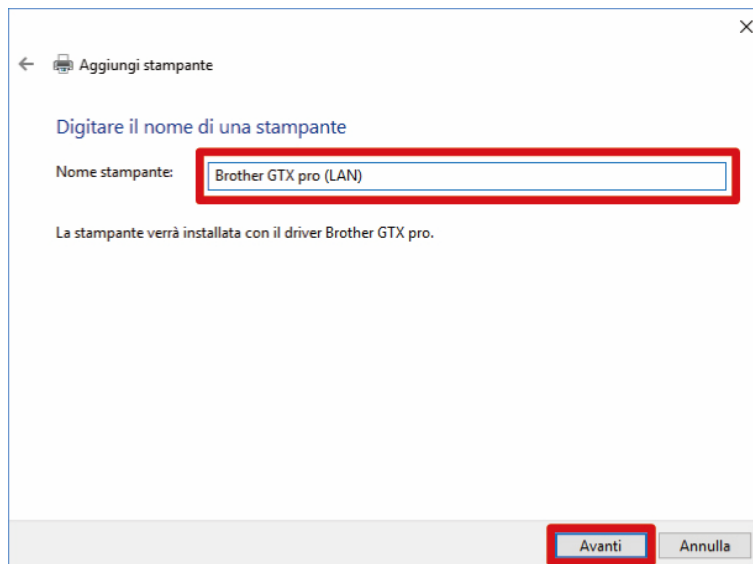 Aggiungi stampante
Digitare il nome di una stampante
Nome stampante: Brother GTX pro (LAN)
La stampante verrà installata con il driver Brother GTX pro.
Avanti Annulla